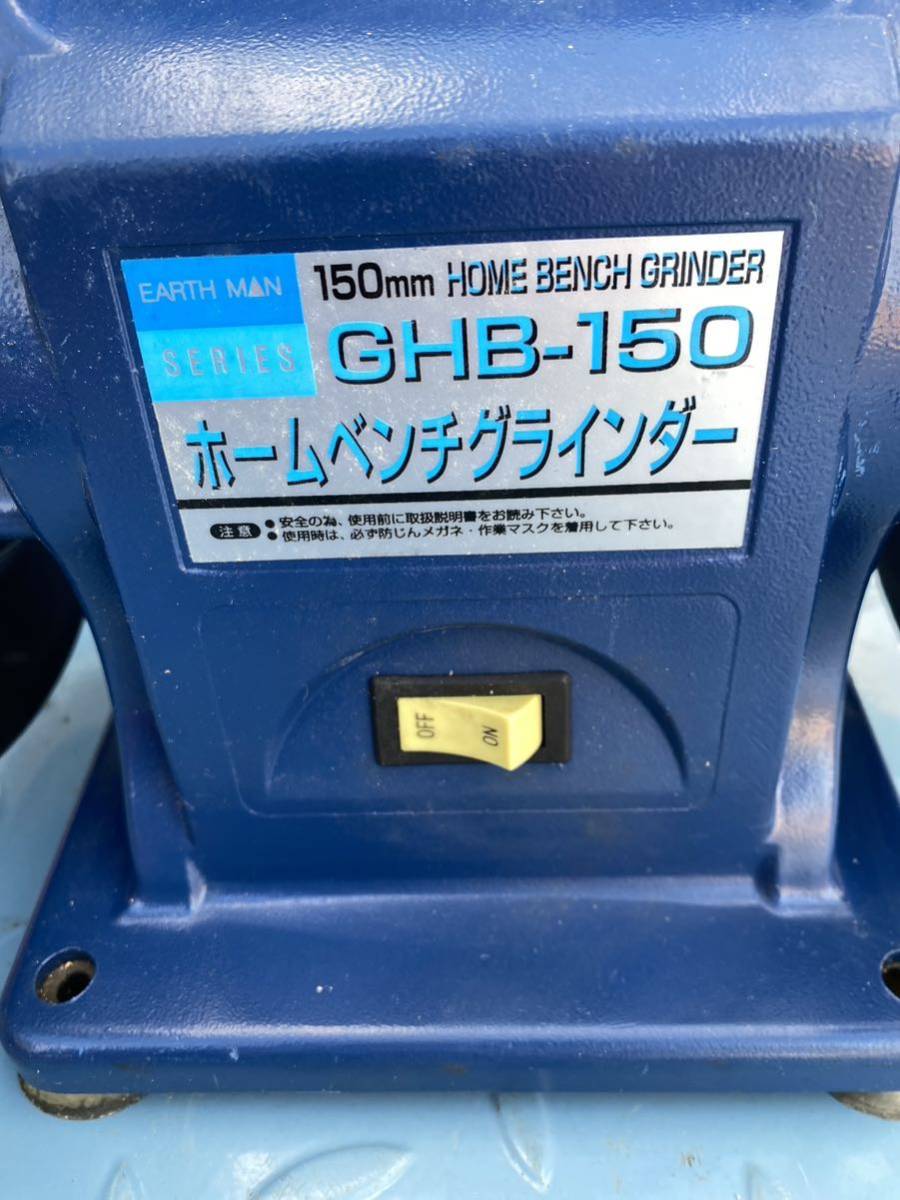 EARTH MAN
SERIES
150mm HOME BENCH GRINDER
GHB-150
ホームベンチグラインダー
注意
●安全の為、使用前に取扱説明書をお読み下さい。
●使用時は、必ず防じんメガネ・作業マスクを着用して下さい。
OFF
ON